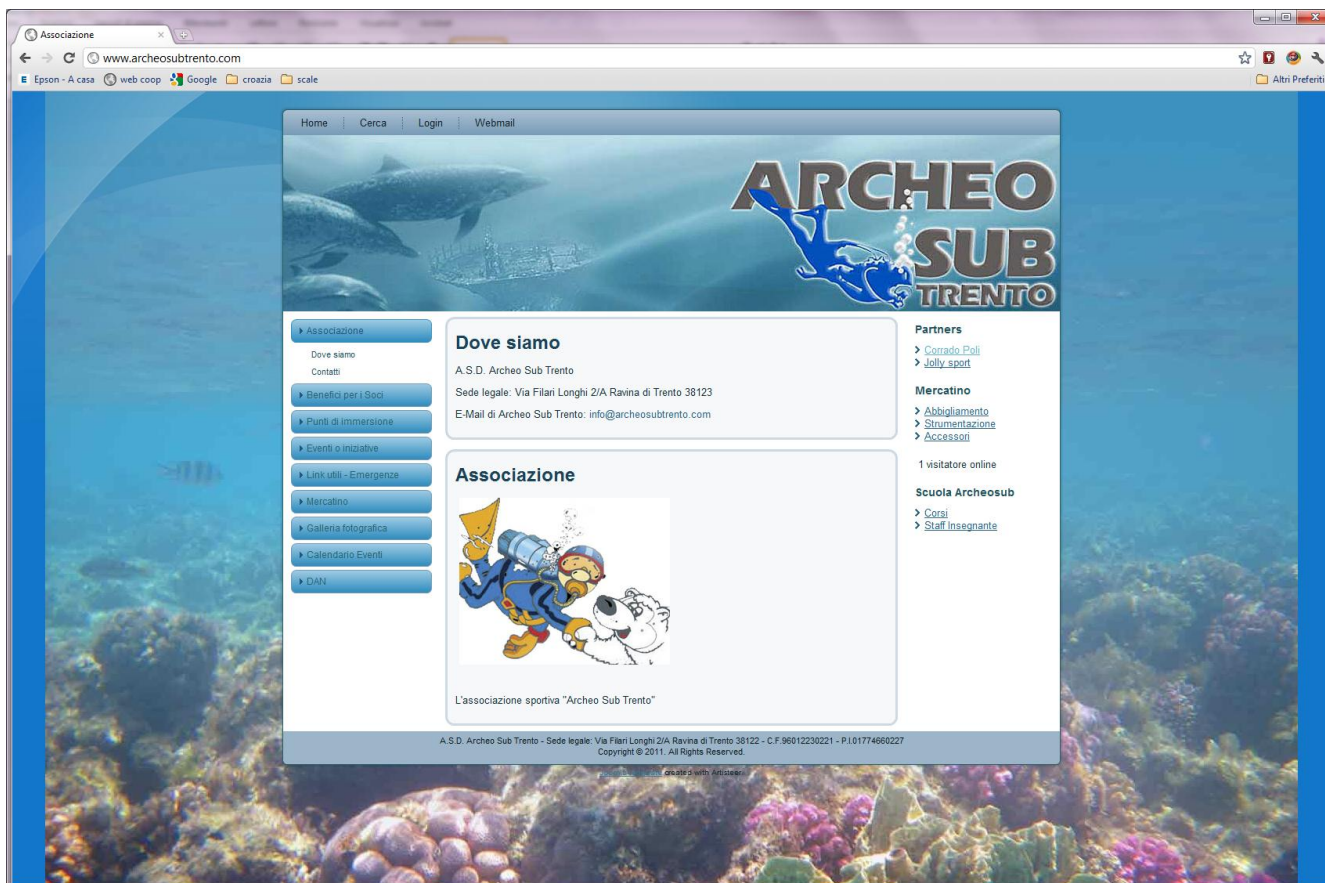 Associazione
www.archeosubtrento.com
Epson - A casa web coop Google croazia scale Altri Preferiti
Home Cerca Login Webmail
ARCHEO
SUB
TRENTO
Associazione
Dove siamo
Contatti
Benefici per i Soci
Punti di immersione
Eventi o iniziative
Link utili - Emergenze
Mercatino
Galleria fotografica
Calendario Eventi
DAN
Dove siamo
A.S.D. Archeo Sub Trento
Sede legale: Via Filari Longhi 2/A Ravina di Trento 38123
E-Mail di Archeo Sub Trento: info@archeosubtrento.com
Associazione
L'associazione sportiva "Archeo Sub Trento"
Partners
Corrado Poli
Jolly sport
Mercatino
Abbigliamento
Strumentazione
Accessori
1 visitatore online
Scuola Archeosub
Corsi
Staff Insegnante
A.S.D. Archeo Sub Trento - Sede legale: Via Filari Longhi 2/A Ravina di Trento 38122 - C.F.96012230221 - P.I.01774660227
Copyright © 2011. All Rights Reserved.
created with Artisteer.